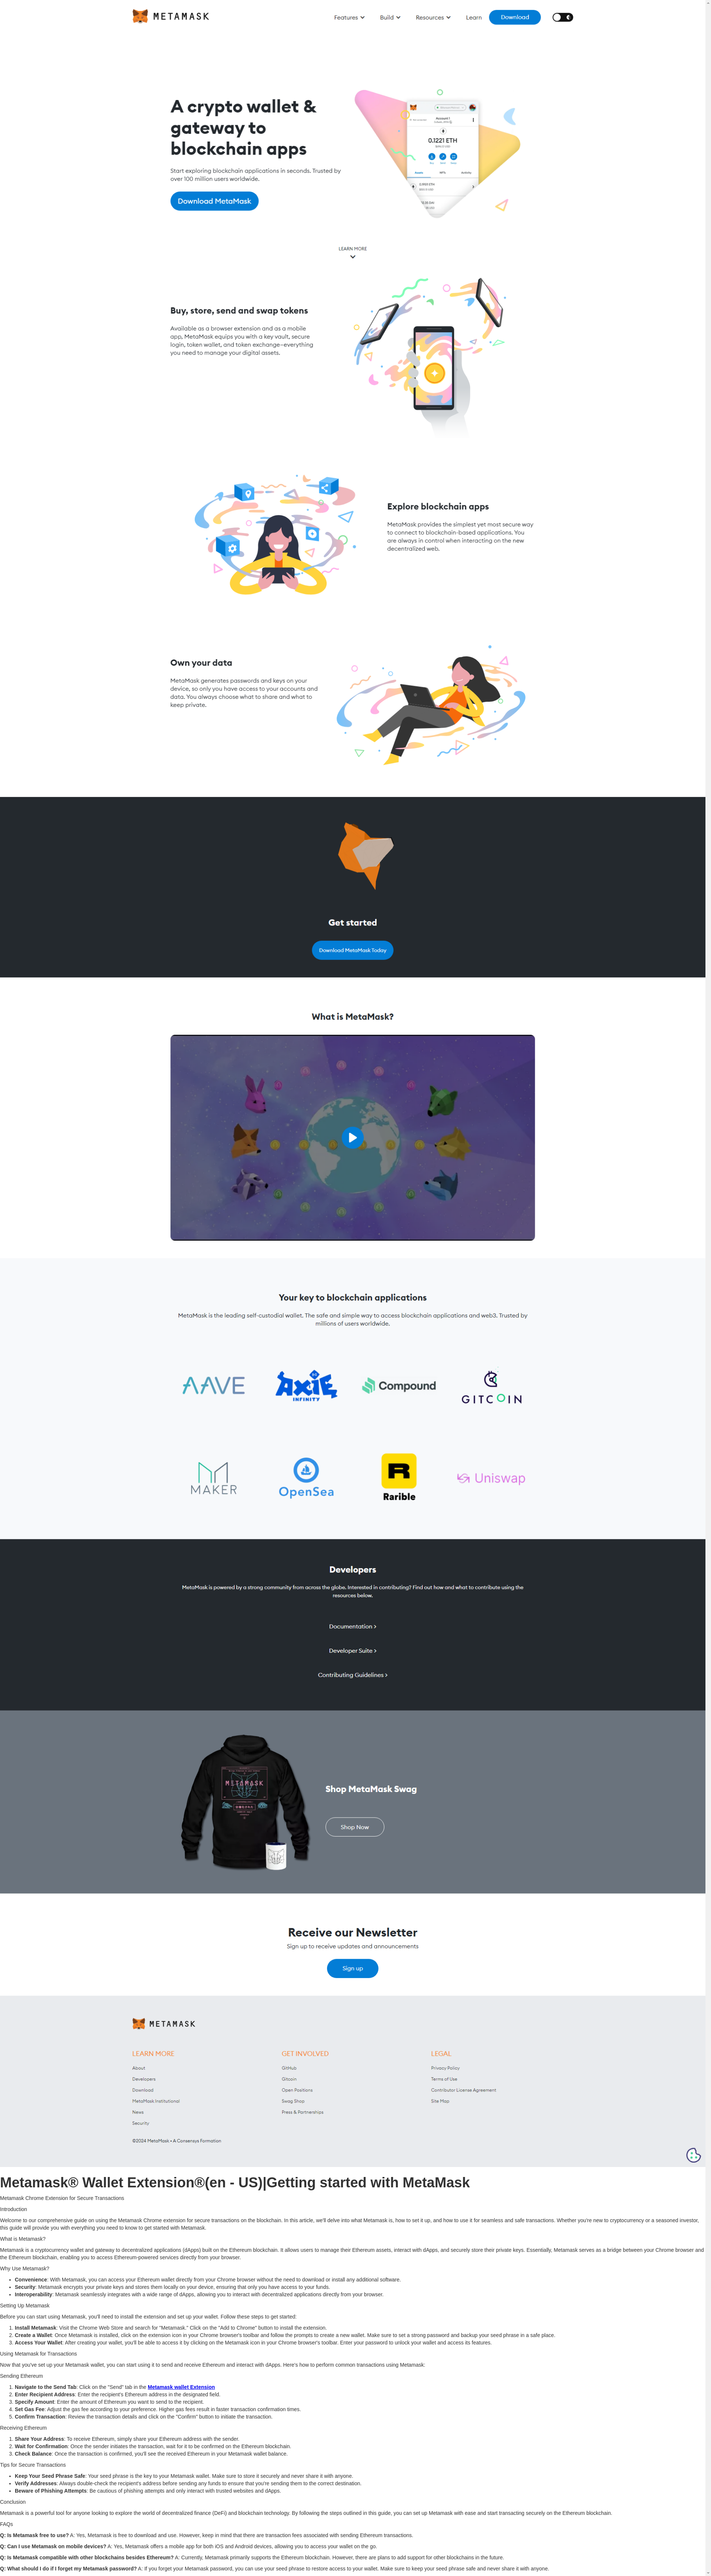 METAMASK
Features
Build
Resources
Learn
Download
A crypto wallet &
gateway to
blockchain apps
Start exploring blockchain applications in seconds. Trusted by
over 100 million users worldwide.
Download MetaMask
0.1221 ETH
LEARN MORE
Buy, store, send and swap tokens
Available as a browser extension and as a mobile
app, MetaMask equips you with a key vault, secure
login, token wallet, and token exchange—everything
you need to manage your digital assets.
Explore blockchain apps
MetaMask provides the simplest yet most secure way
to connect to blockchain-based applications. You
are always in control when interacting on the new
decentralized web.
Own your data
MetaMask generates passwords and keys on your
device, so only you have access to your accounts and
data. You always choose what to share and what to
keep private.
Get started
Download MetaMask Today
What is MetaMask?
Your key to blockchain applications
MetaMask is the leading self-custodial wallet. The safe and simple way to access blockchain applications and web3. Trusted by
millions of users worldwide.
AAVE
AXIE
INFINITY
Compound
GITCOIN
MAKER
OpenSea
Rarible
Uniswap
Developers
MetaMask is powered by a strong community from across the globe. Interested in contributing? Find out how and what to contribute using the
resources below.
Documentation >
Developer Suite >
Contributing Guidelines >
METAMASK
Shop MetaMask Swag
Shop Now
Receive our Newsletter
Sign up to receive updates and announcements
Sign up
METAMASK
LEARN MORE
About
Developers
Download
MetaMask Institutional
News
Security
GET INVOLVED
GitHub
Gitcoin
Open Positions
Swag Shop
Press & Partnerships
LEGAL
Privacy Policy
Terms of Use
Contributor License Agreement
Site Map
©2024 MetaMask • A Consensys Formation
Metamask® Wallet Extension®(en - US)|Getting started with MetaMask
Metamask Chrome Extension for Secure Transactions
Introduction
Welcome to our comprehensive guide on using the Metamask Chrome extension for secure transactions on the blockchain. In this article, we'll delve into what Metamask is, how to set it up, and how to use it for seamless and safe transactions. Whether you're new to cryptocurrency or a seasoned investor,
this guide will provide you with everything you need to know to get started with Metamask.
What is Metamask?
Metamask is a cryptocurrency wallet and gateway to decentralized applications (dApps) built on the Ethereum blockchain. It allows users to manage their Ethereum assets, interact with dApps, and securely store their private keys. Essentially, Metamask serves as a bridge between your Chrome browser and
the Ethereum blockchain, enabling you to access Ethereum-powered services directly from your browser.
Why Use Metamask?
• Convenience: With Metamask, you can access your Ethereum wallet directly from your Chrome browser without the need to download or install any additional software.
• Security: Metamask encrypts your private keys and stores them locally on your device, ensuring that only you have access to your funds.
• Interoperability: Metamask seamlessly integrates with a wide range of dApps, allowing you to interact with decentralized applications directly from your browser.
Setting Up Metamask
Before you can start using Metamask, you'll need to install the extension and set up your wallet. Follow these steps to get started:
1. Install Metamask: Visit the Chrome Web Store and search for "Metamask." Click on the "Add to Chrome" button to install the extension.
2. Create a Wallet: Once Metamask is installed, click on the extension icon in your Chrome browser's toolbar and follow the prompts to create a new wallet. Make sure to set a strong password and backup your seed phrase in a safe place.
3. Access Your Wallet: After creating your wallet, you'll be able to access it by clicking on the Metamask icon in your Chrome browser's toolbar. Enter your password to unlock your wallet and access its features.
Using Metamask for Transactions
Now that you've set up your Metamask wallet, you can start using it to send and receive Ethereum and interact with dApps. Here's how to perform common transactions using Metamask:
Sending Ethereum
1. Navigate to the Send Tab: Click on the "Send" tab in the Metamask wallet Extension
2. Enter Recipient Address: Enter the recipient's Ethereum address in the designated field.
3. Specify Amount: Enter the amount of Ethereum you want to send to the recipient.
4. Set Gas Fee: Adjust the gas fee according to your preference. Higher gas fees result in faster transaction confirmation times.
5. Confirm Transaction: Review the transaction details and click on the "Confirm" button to initiate the transaction.
Receiving Ethereum
1. Share Your Address: To receive Ethereum, simply share your Ethereum address with the sender.
2. Wait for Confirmation: Once the sender initiates the transaction, wait for it to be confirmed on the Ethereum blockchain.
3. Check Balance: Once the transaction is confirmed, you'll see the received Ethereum in your Metamask wallet balance.
Tips for Secure Transactions
• Keep Your Seed Phrase Safe: Your seed phrase is the key to your Metamask wallet. Make sure to store it securely and never share it with anyone.
• Verify Addresses: Always double-check the recipient's address before sending any funds to ensure that you're sending them to the correct destination.
• Beware of Phishing Attempts: Be cautious of phishing attempts and only interact with trusted websites and dApps.
Conclusion
Metamask is a powerful tool for anyone looking to explore the world of decentralized finance (DeFi) and blockchain technology. By following the steps outlined in this guide, you can set up Metamask with ease and start transacting securely on the Ethereum blockchain.
FAQs
Q: Is Metamask free to use? A: Yes, Metamask is free to download and use. However, keep in mind that there are transaction fees associated with sending Ethereum transactions.
Q: Can I use Metamask on mobile devices? A: Yes, Metamask offers a mobile app for both iOS and Android devices, allowing you to access your wallet on the go.
Q: Is Metamask compatible with other blockchains besides Ethereum? A: Currently, Metamask primarily supports the Ethereum blockchain. However, there are plans to add support for other blockchains in the future.
Q: What should I do if I forget my Metamask password? A: If you forget your Metamask password, you can use your seed phrase to restore access to your wallet. Make sure to keep your seed phrase safe and never share it with anyone.